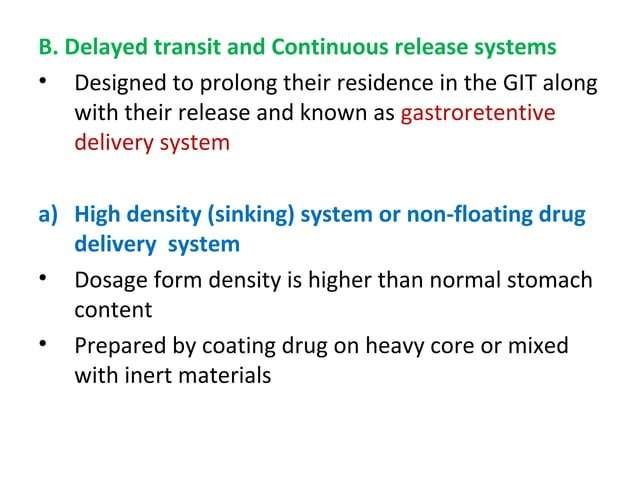 B. Delayed transit and Continuous release systems
• Designed to prolong their residence in the GIT along
with their release and known as gastroretentive
delivery system
a) High density (sinking) system or non-floating drug
delivery system
• Dosage form density is higher than normal stomach
content
• Prepared by coating drug on heavy core or mixed
with inert materials